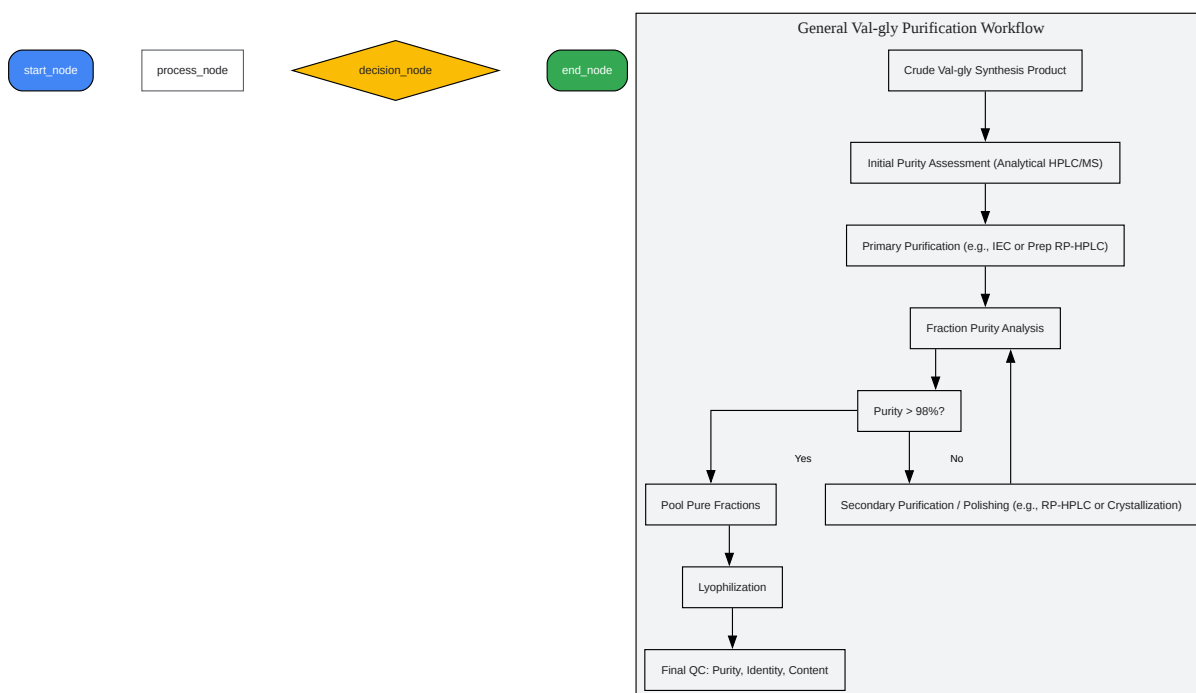 start_node
process_node
decision_node
end_node
General Val-gly Purification Workflow
Crude Val-gly Synthesis Product
Initial Purity Assessment (Analytical HPLC/MS)
Primary Purification (e.g., IEC or Prep RP-HPLC)
Fraction Purity Analysis
Purity > 98%?
Yes
No
Pool Pure Fractions
Secondary Purification / Polishing (e.g., RP-HPLC or Crystallization)
Lyophilization
Final QC: Purity, Identity, Content